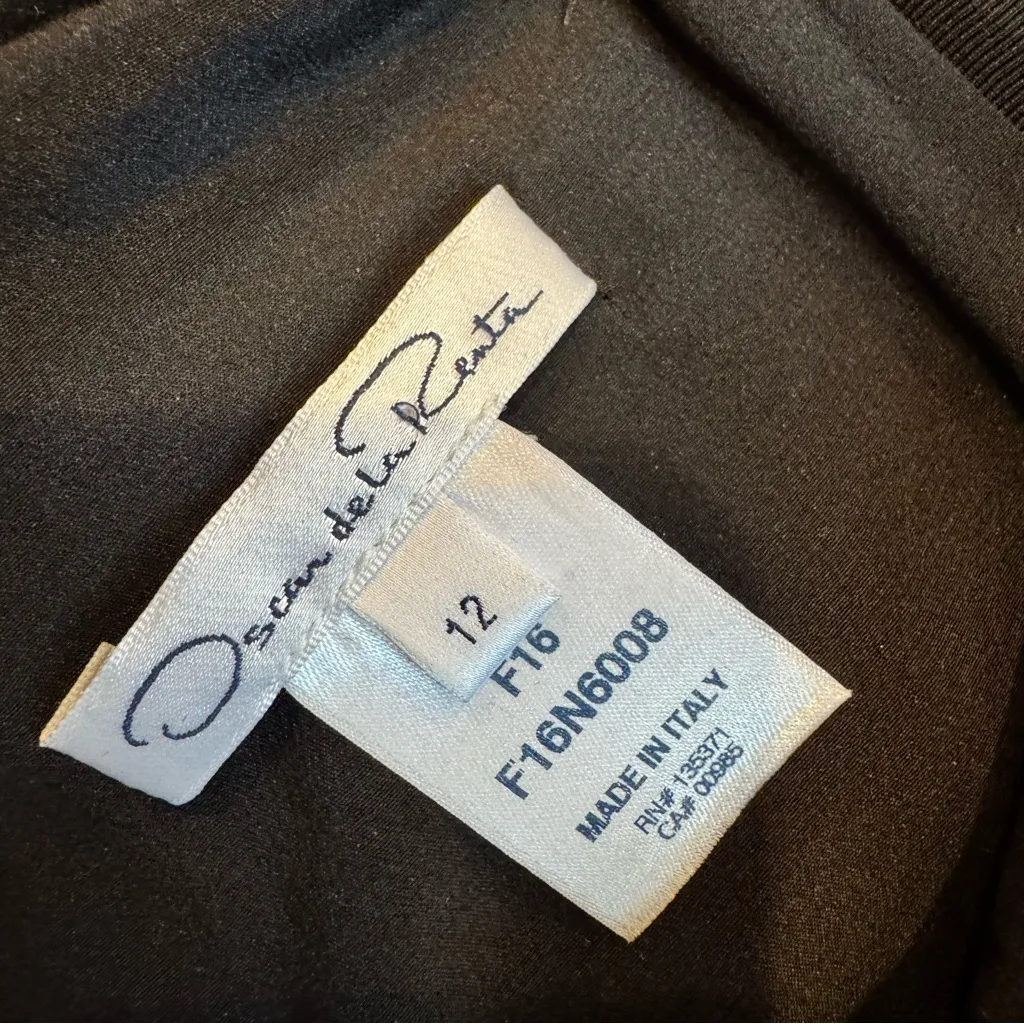 Oscar de la Renta
12
F16
F16N6008
MADE IN ITALY
RN# 135371
CA# 00985